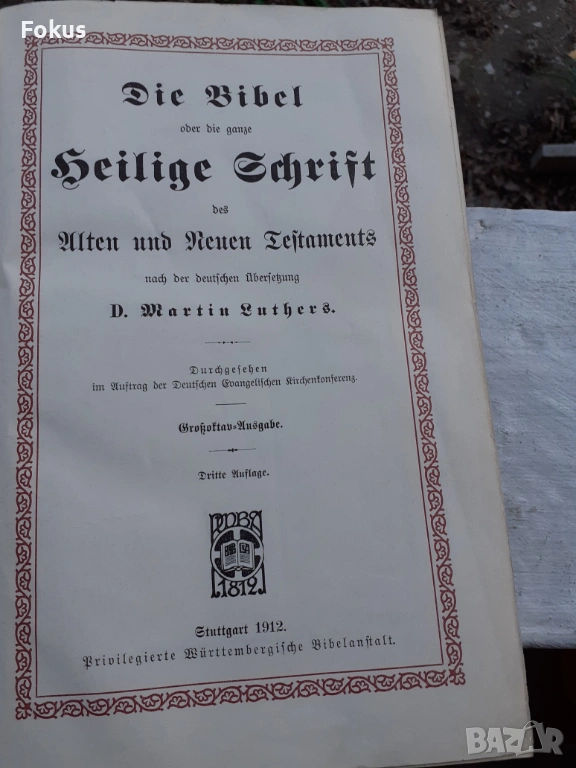 Fokus
Die Bibel
oder die ganze
Heilige Schrift
des
Alten und Neuen Testaments
nach der deutschen Übersetzung
D. Martin Luthers.
Durchgesehen
im Auftrag der Deutschen Evangelischen Kirchenkonferenz.
Großoktav-Ausgabe.
Dritte Auflage.
PWBA
1812
Stuttgart 1912.
Privilegierte Württembergische Bibelanstalt.
BAZAR